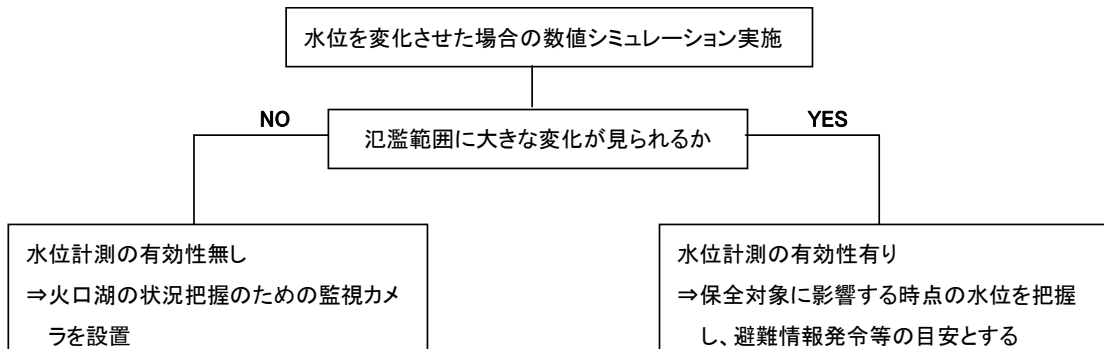 水位を変化させた場合の数値シミュレーション実施
NO
YES
氾濫範囲に大きな変化が見られるか
水位計測の有効性無し
⇒火口湖の状況把握のための監視カメ
ラを設置
水位計測の有効性有り
⇒保全対象に影響する時点の水位を把握
し、避難情報発令等の目安とする